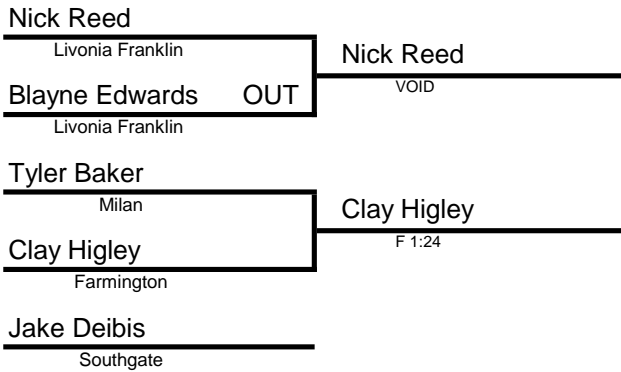 Nick Reed
Livonia Franklin
Nick Reed
VOID
Blayne Edwards OUT
Livonia Franklin
Tyler Baker
Milan
Clay Higley
F 1:24
Clay Higley
Farmington
Jake Deibis
Southgate